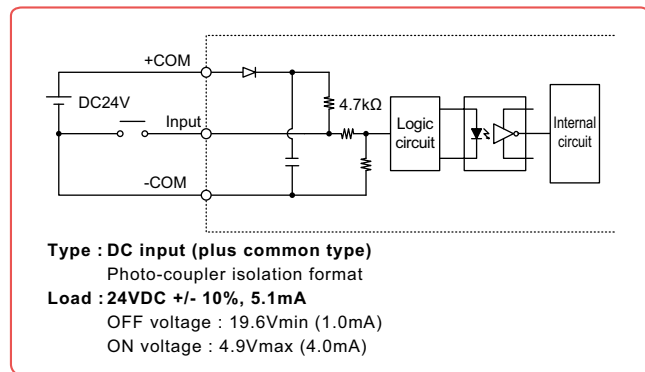 +COM
DC24V
4.7kΩ
Input
Logic
circuit
Internal
circuit
-COM
Type : DC input (plus common type)
Photo-coupler isolation format
Load : 24VDC +/- 10%, 5.1mA
OFF voltage : 19.6Vmin (1.0mA)
ON voltage : 4.9Vmax (4.0mA)